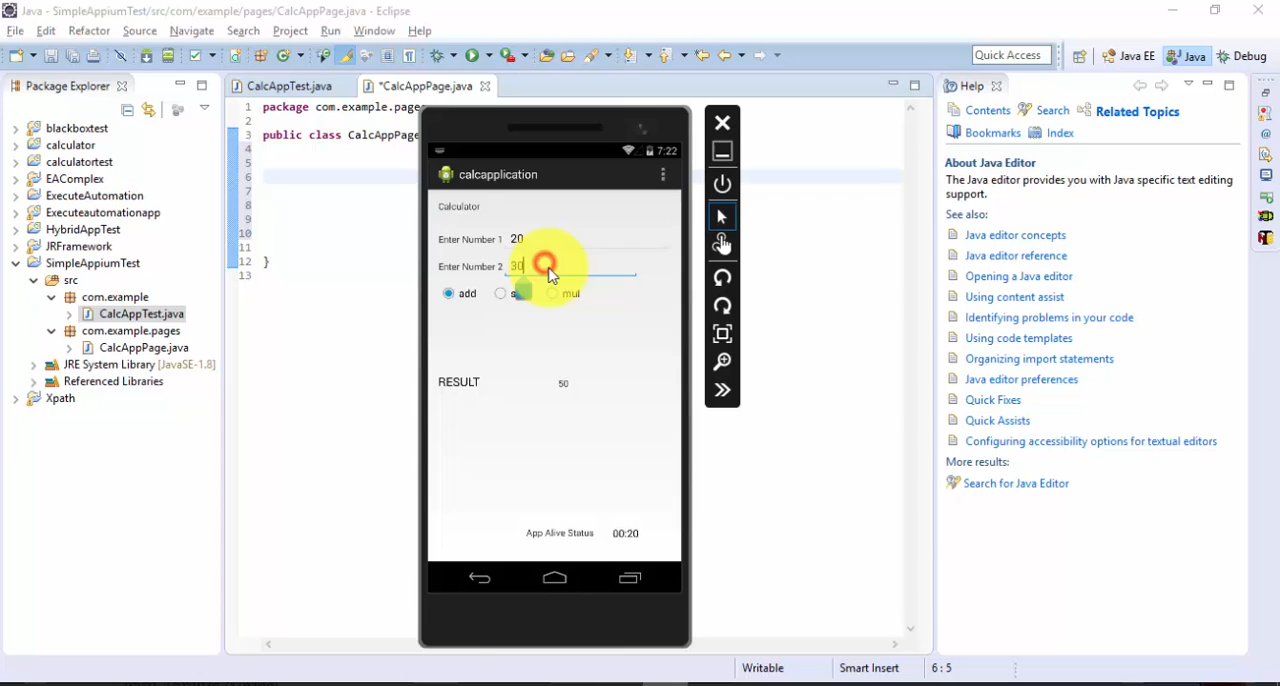 Java - SimpleAppiumTest/src/com/example/pages/CalcAppPage.java - Eclipse
File Edit Refactor Source Navigate Search Project Run Window Help
Quick Access Java EE Java Debug
Package Explorer
blackboxtest
calculator
calculatortest
EAComplex
ExecuteAutomation
Executeautomationapp
HybridAppTest
JRFramework
SimpleAppiumTest
src
com.example
CalcAppTest.java
com.example.pages
CalcAppPage.java
JRE System Library [JavaSE-1.8]
Referenced Libraries
Xpath
CalcAppTest.java *CalcAppPage.java
1 package com.example.pages
2
3 public class CalcAppPage
4
5
6
7
8
9
10
11
12 }
13
7:22
calcapplication
Calculator
Enter Number 1 20
Enter Number 2 30
add s mul
RESULT 50
App Alive Status 00:20
Help
Contents Search Related Topics
Bookmarks Index
About Java Editor
The Java editor provides you with Java specific text editing
support.
See also:
Java editor concepts
Java editor reference
Opening a Java editor
Using content assist
Identifying problems in your code
Using code templates
Organizing import statements
Java editor preferences
Quick Fixes
Quick Assists
Configuring accessibility options for textual editors
More results:
Search for Java Editor
Writable Smart Insert 6 : 5